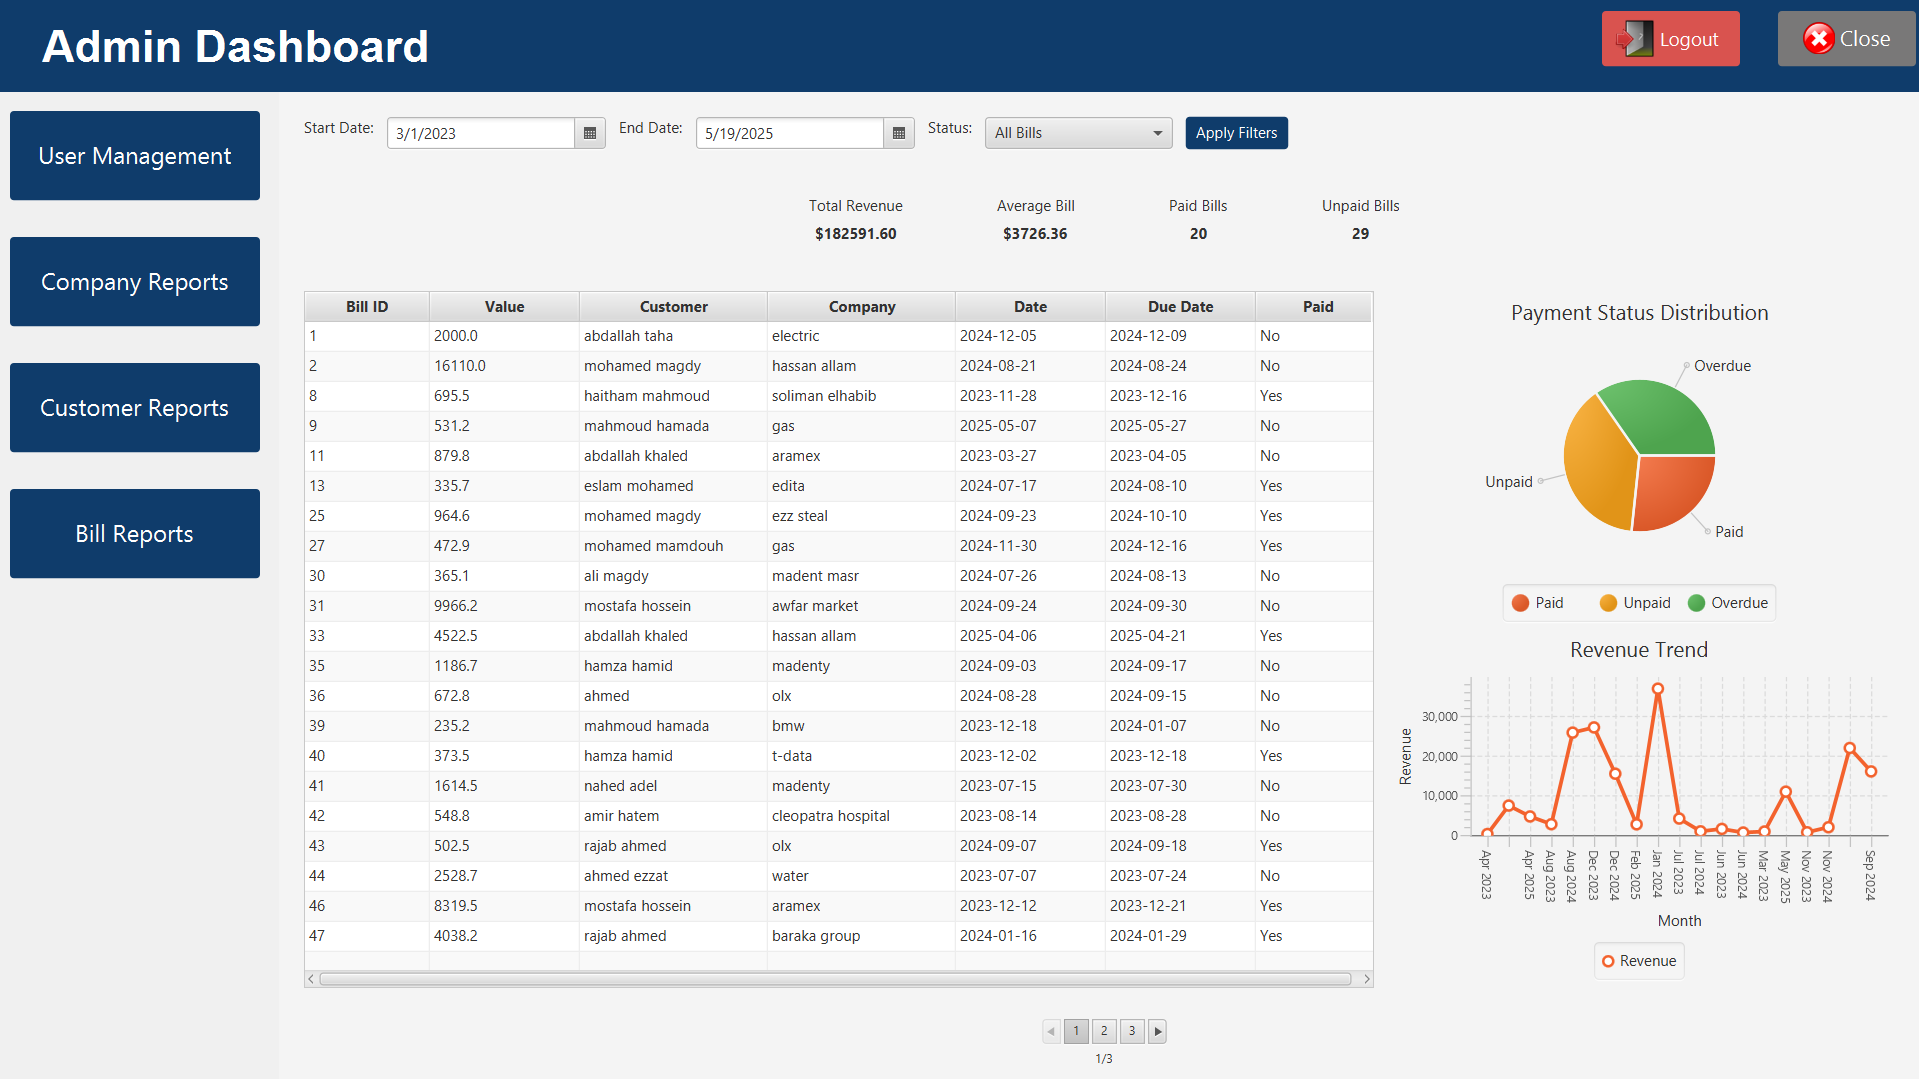 Admin Dashboard
Logout
Close
User Management
Company Reports
Customer Reports
Bill Reports
Start Date: 3/1/2023 End Date: 5/19/2025 Status: All Bills Apply Filters
Total Revenue Average Bill Paid Bills Unpaid Bills
$182591.60 $3726.36 20 29
Bill ID Value Customer Company Date Due Date Paid
1 2000.0 abdallah taha electric 2024-12-05 2024-12-09 No
2 16110.0 mohamed magdy hassan allam 2024-08-21 2024-08-24 No
8 695.5 haitham mahmoud soliman elhabib 2023-11-28 2023-12-16 Yes
9 531.2 mahmoud hamada gas 2025-05-07 2025-05-27 No
11 879.8 abdallah khaled aramex 2023-03-27 2023-04-05 No
13 335.7 eslam mohamed edita 2024-07-17 2024-08-10 Yes
25 964.6 mohamed magdy ezz steal 2024-09-23 2024-10-10 Yes
27 472.9 mohamed mamdouh gas 2024-11-30 2024-12-16 Yes
30 365.1 ali magdy madent masr 2024-07-26 2024-08-13 No
31 9966.2 mostafa hossein awfar market 2024-09-24 2024-09-30 No
33 4522.5 abdallah khaled hassan allam 2025-04-06 2025-04-21 Yes
35 1186.7 hamza hamid madenty 2024-09-03 2024-09-17 No
36 672.8 ahmed olx 2024-08-28 2024-09-15 No
39 235.2 mahmoud hamada bmw 2023-12-18 2024-01-07 No
40 373.5 hamza hamid t-data 2023-12-02 2023-12-18 Yes
41 1614.5 nahed adel madenty 2023-07-15 2023-07-30 No
42 548.8 amir hatem cleopatra hospital 2023-08-14 2023-08-28 No
43 502.5 rajab ahmed olx 2024-09-07 2024-09-18 Yes
44 2528.7 ahmed ezzat water 2023-07-07 2023-07-24 No
46 8319.5 mostafa hossein aramex 2023-12-12 2023-12-21 Yes
47 4038.2 rajab ahmed baraka group 2024-01-16 2024-01-29 Yes
1 2 3
1/3
Payment Status Distribution
Overdue
Unpaid
Paid
Paid Unpaid Overdue
Revenue Trend
Revenue
30,000
20,000
10,000
0
Apr 2023 Apr 2025 Aug 2023 Aug 2024 Dec 2023 Dec 2024 Feb 2025 Jan 2024 Jul 2023 Jul 2024 Jun 2023 Jun 2024 Mar 2023 May 2025 Nov 2023 Nov 2024 Sep 2024
Month
Revenue